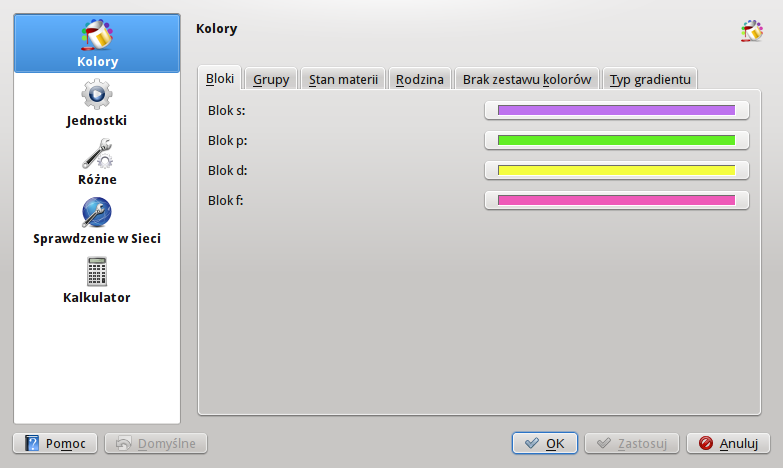 Kolory
Jednostki
Różne
Sprawdzenie w Sieci
Kalkulator
Kolory
Bloki Grupy Stan materii Rodzina Brak zestawu kolorów Typ gradientu
Blok s:
Blok p:
Blok d:
Blok f:
Pomoc Domyślne OK Zastosuj Anuluj